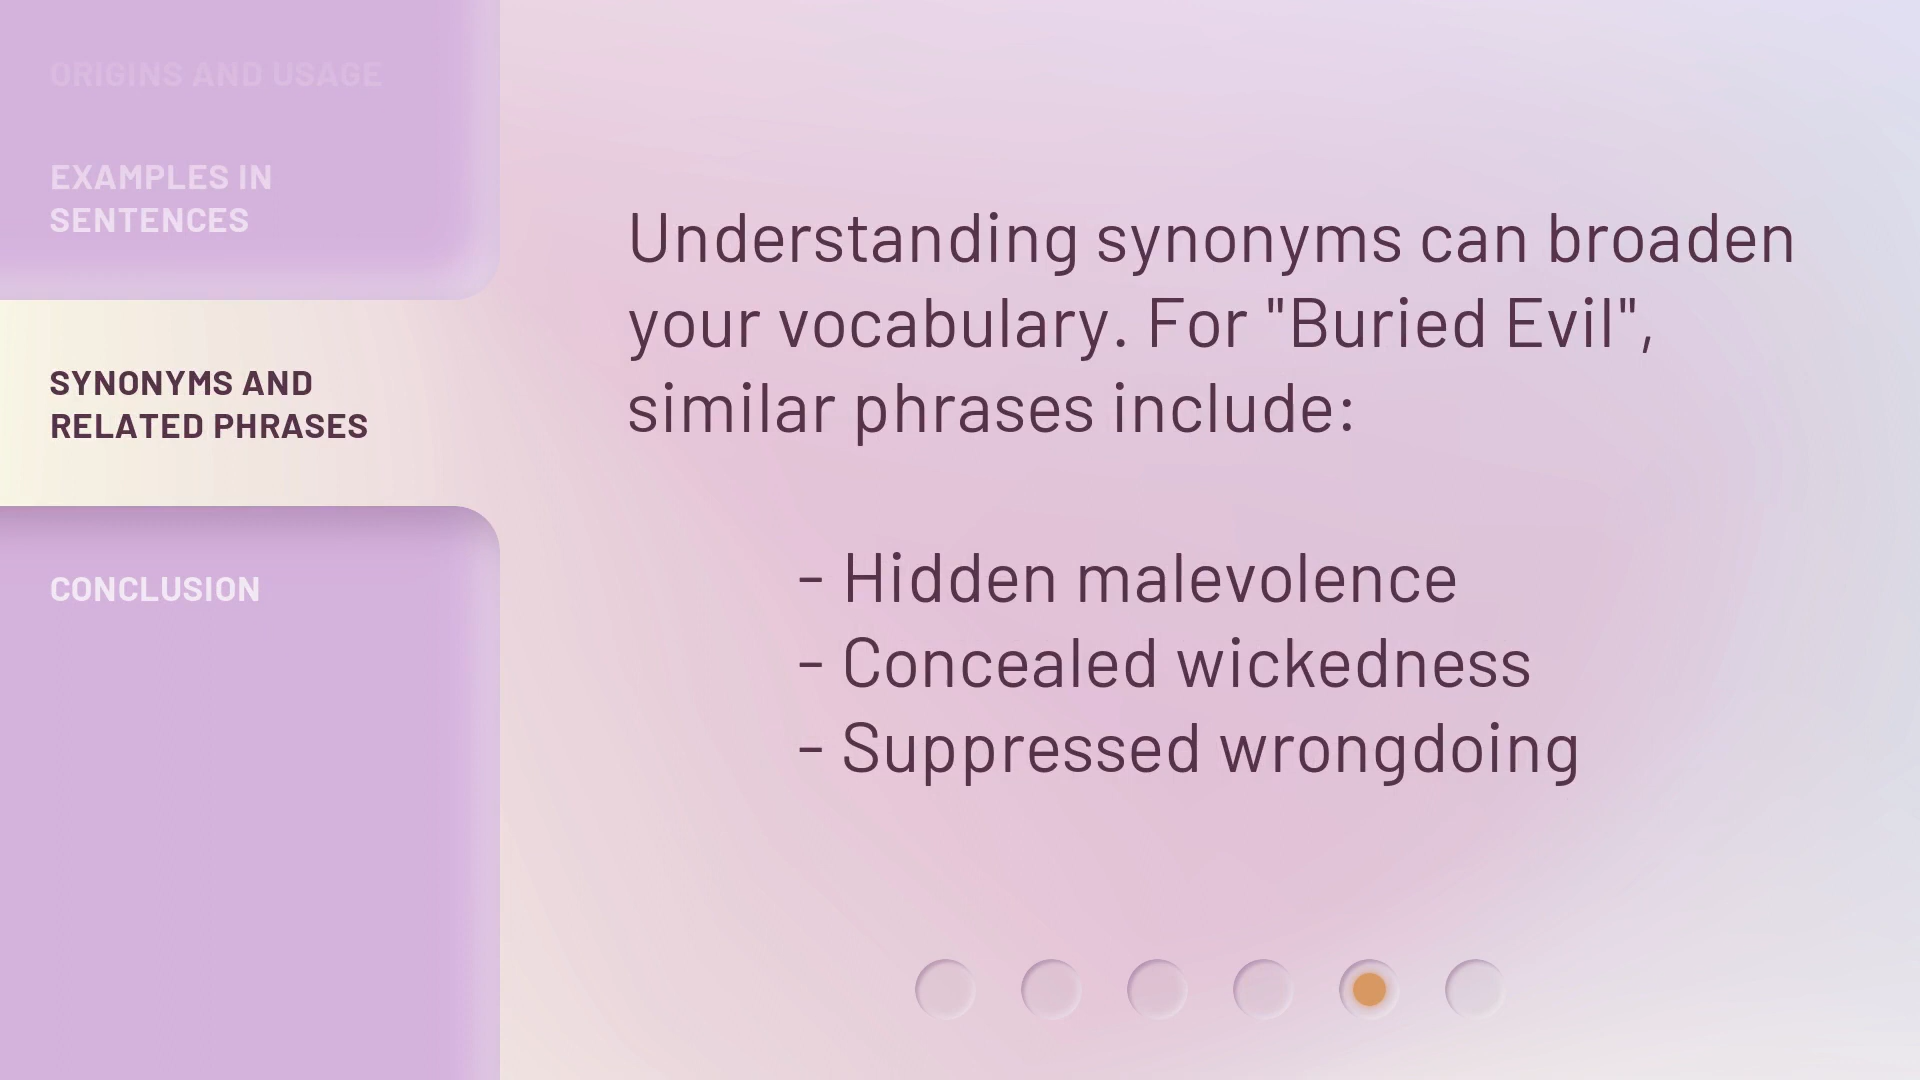 ORIGINS AND USAGE
EXAMPLES IN
SENTENCES
SYNONYMS AND
RELATED PHRASES
CONCLUSION
Understanding synonyms can broaden
your vocabulary. For "Buried Evil",
similar phrases include:
- Hidden malevolence
- Concealed wickedness
- Suppressed wrongdoing